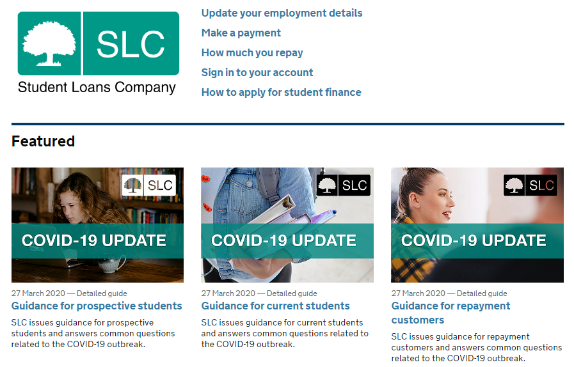 SLC
Student Loans Company
Update your employment details
Make a payment
How much you repay
Sign in to your account
How to apply for student finance
Featured
SLC
COVID-19 UPDATE
27 March 2020 — Detailed guide
Guidance for prospective students
SLC issues guidance for prospective
students and answers common questions
related to the COVID-19 outbreak.
SLC
COVID-19 UPDATE
27 March 2020 — Detailed guide
Guidance for current students
SLC issues guidance for current students
and answers common questions related to
the COVID-19 outbreak.
SLC
COVID-19 UPDATE
27 March 2020 — Detailed guide
Guidance for repayment
customers
SLC issues guidance for repayment
customers and answers common questions
related to the COVID-19 outbreak.